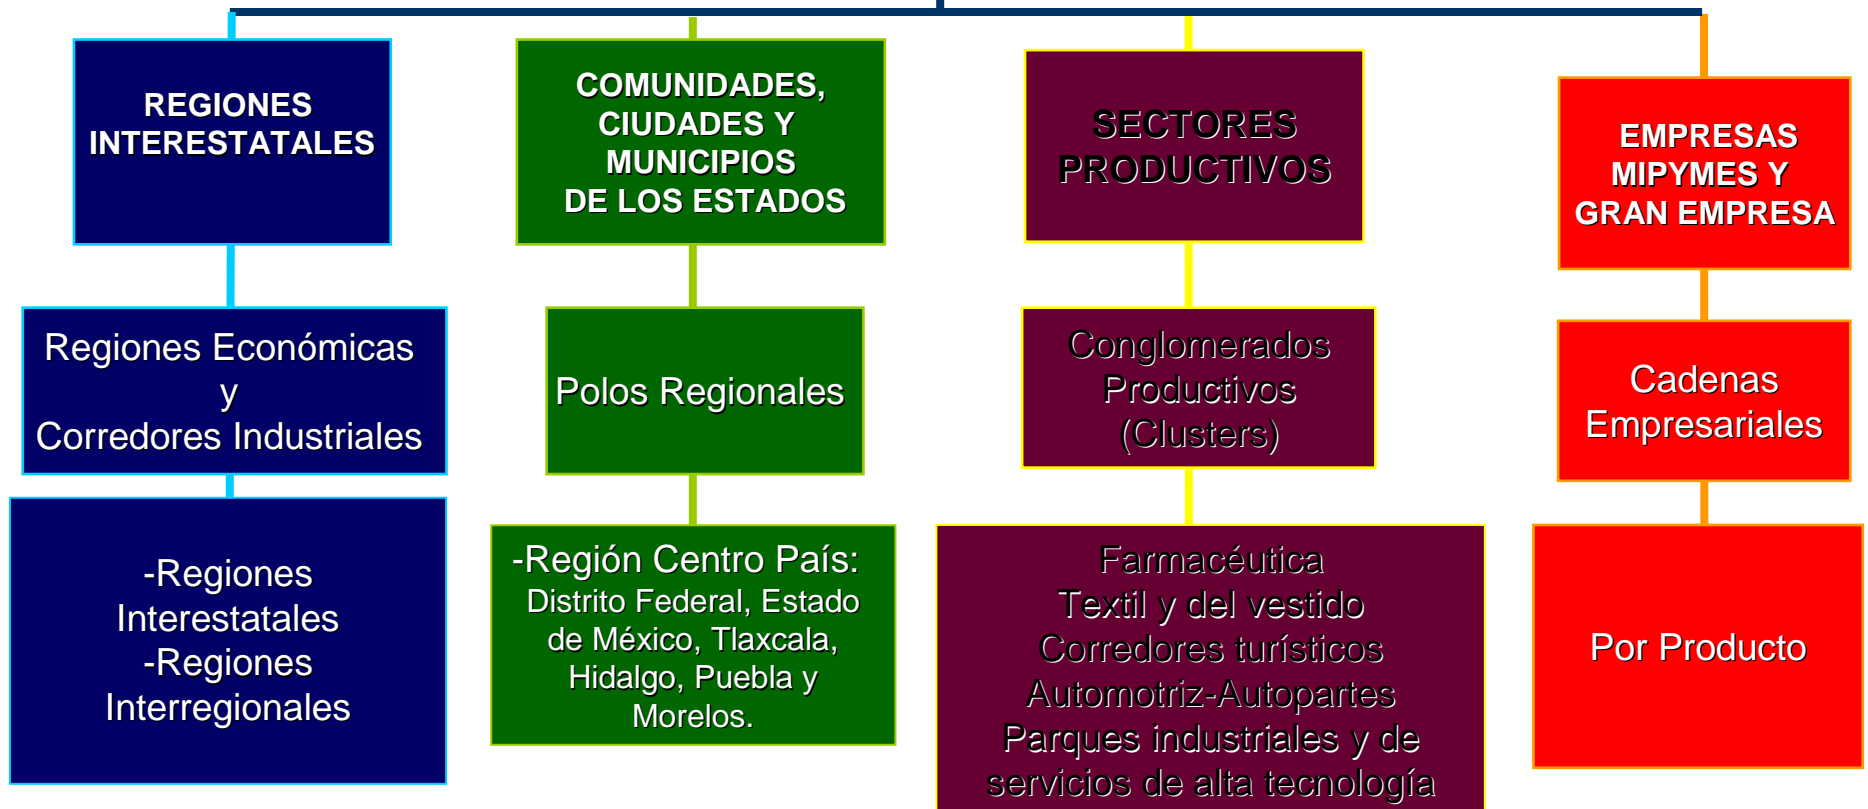 REGIONES
INTERESTATALES
Regiones Económicas
y
Corredores Industriales
-Regiones
Interestatales
-Regiones
Interregionales
COMUNIDADES,
CIUDADES Y
MUNICIPIOS
DE LOS ESTADOS
Polos Regionales
-Región Centro País:
Distrito Federal, Estado
de México, Tlaxcala,
Hidalgo, Puebla y
Morelos.
SECTORES
PRODUCTIVOS
Conglomerados
Productivos
(Clusters)
Farmacéutica
Textil y del vestido
Corredores turísticos
Automotriz-Autopartes
Parques industriales y de
servicios de alta tecnología
EMPRESAS
MIPYMES Y
GRAN EMPRESA
Cadenas
Empresariales
Por Producto